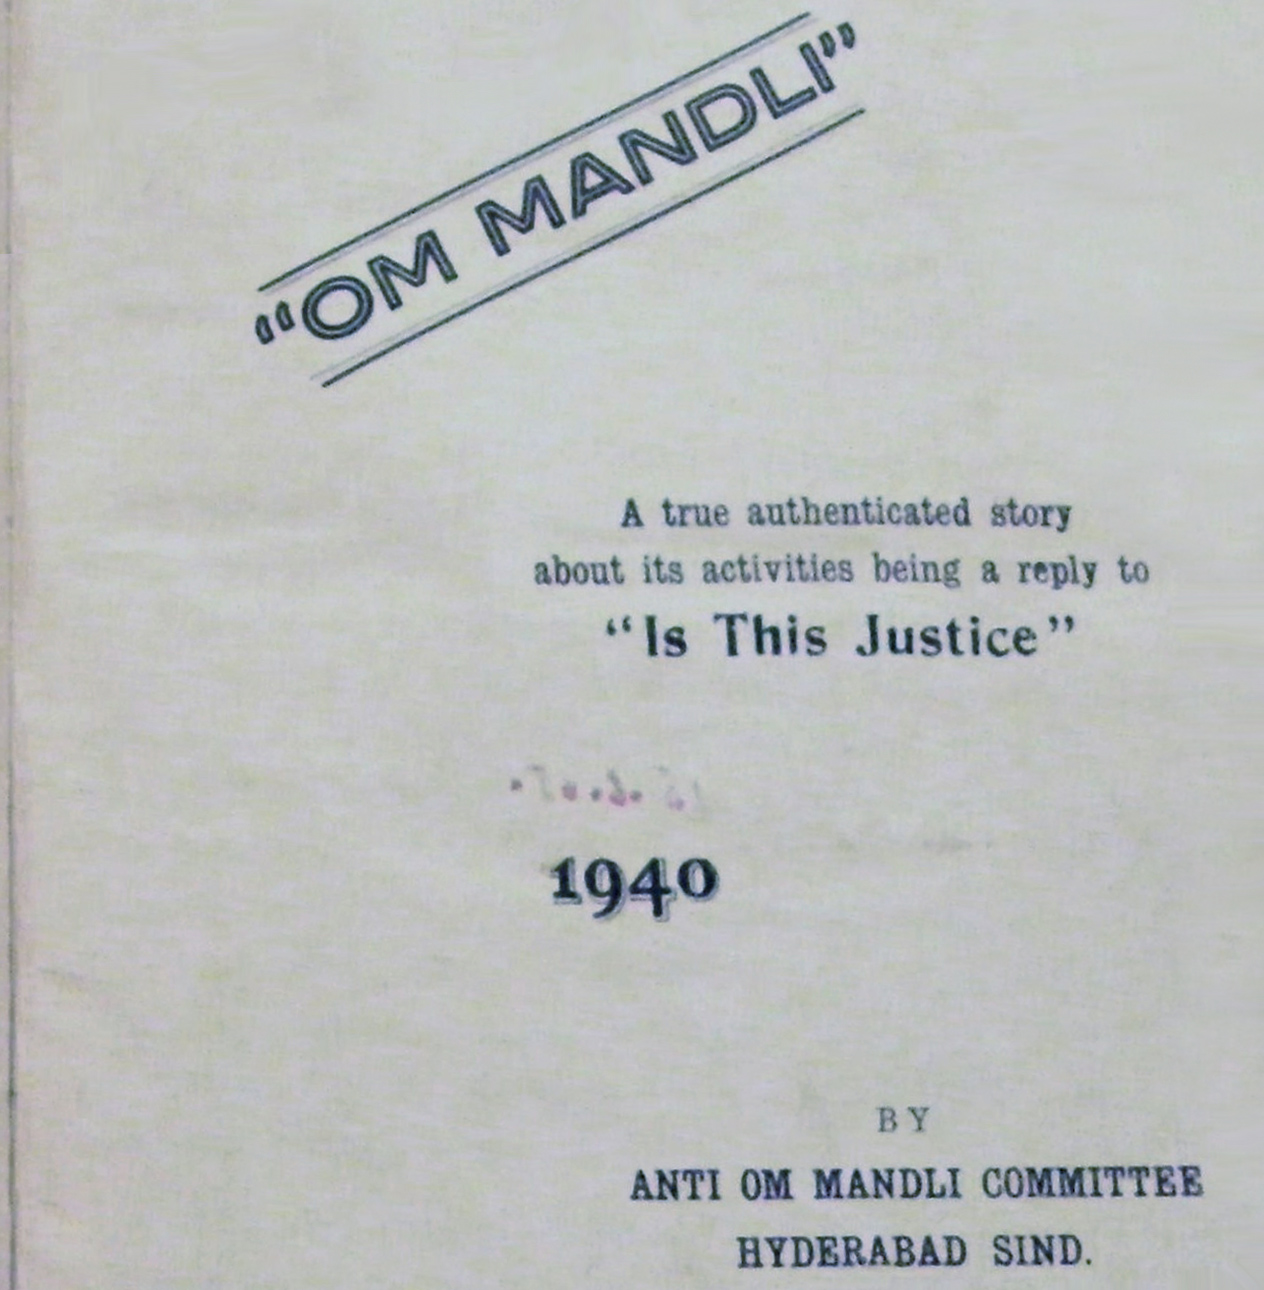 "OM MANDLI"
A true authenticated story
about its activities being a reply to
"Is This Justice"
1940
BY
ANTI OM MANDLI COMMITTEE
HYDERABAD SIND.